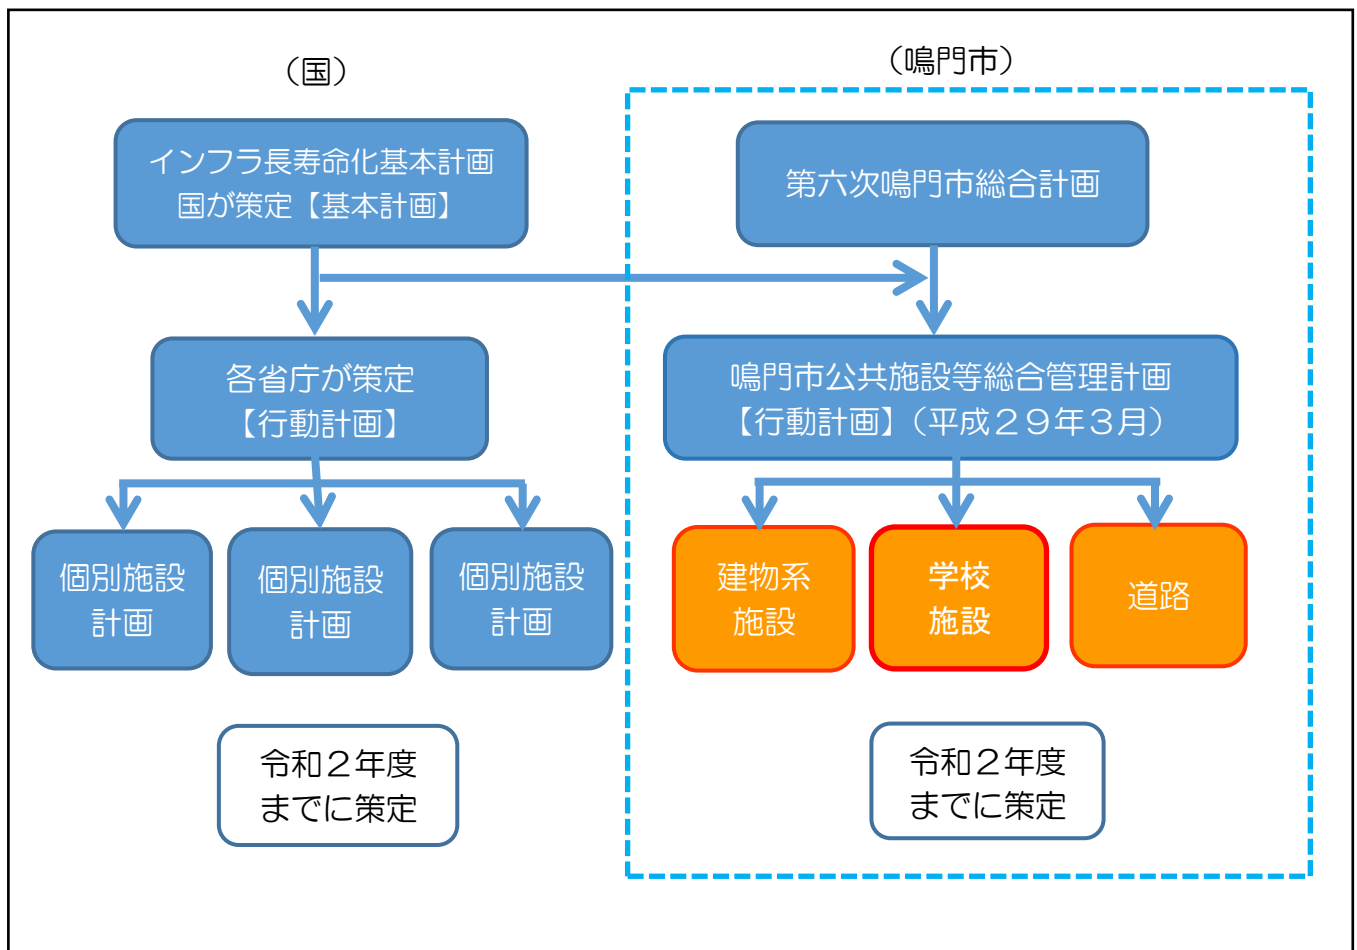 （国）
インフラ長寿命化基本計画
国が策定【基本計画】
各省庁が策定
【行動計画】
個別施設
計画
個別施設
計画
個別施設
計画
令和２年度
までに策定
（鳴門市）
第六次鳴門市総合計画
鳴門市公共施設等総合管理計画
【行動計画】（平成２９年３月）
建物系
施設
学校
施設
道路
令和２年度
までに策定